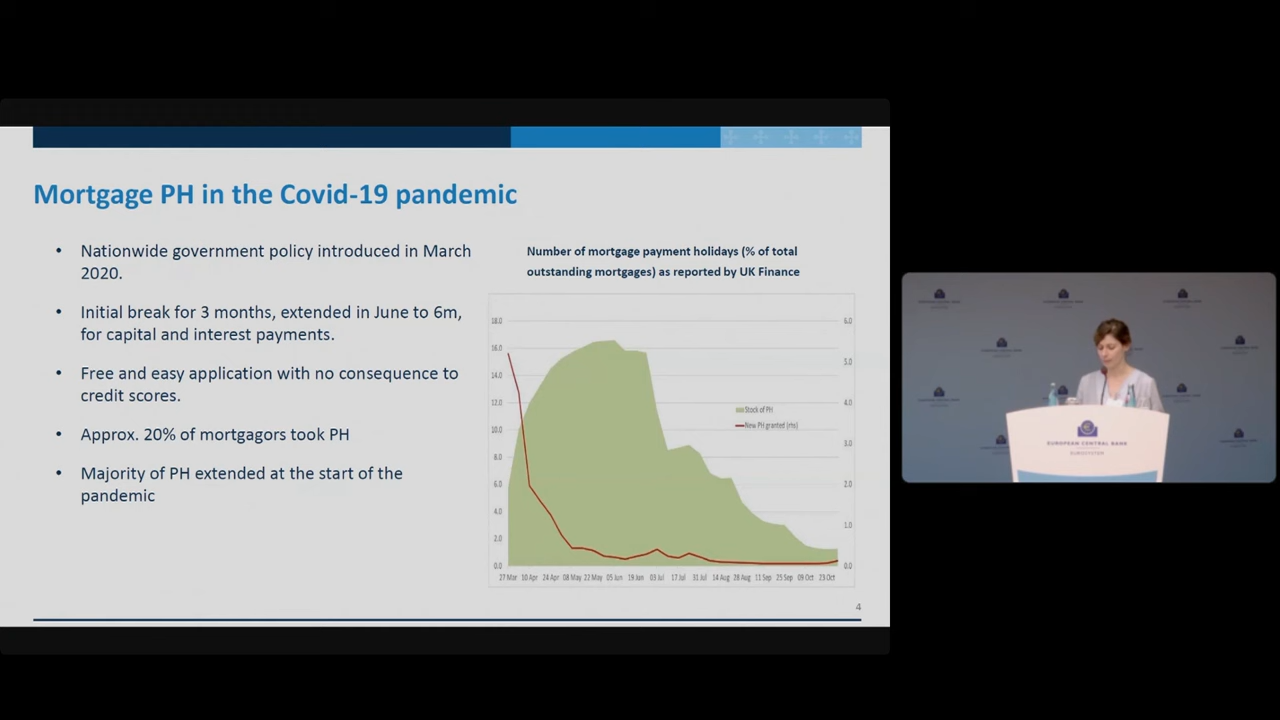 Mortgage PH in the Covid-19 pandemic
• Nationwide government policy introduced in March
2020.
• Initial break for 3 months, extended in June to 6m,
for capital and interest payments.
• Free and easy application with no consequence to
credit scores.
• Approx. 20% of mortgagors took PH
• Majority of PH extended at the start of the
pandemic
Number of mortgage payment holidays (% of total
outstanding mortgages) as reported by UK Finance
18.0
16.0
14.0
12.0
10.0
8.0
6.0
4.0
2.0
0.0
6.0
5.0
4.0
3.0
2.0
1.0
0.0
Stock of PH
New PH granted (rhs)
27 Mar 10 Apr 24 Apr 08 May 22 May 05 Jun 19 Jun 03 Jul 17 Jul 31 Jul 14 Aug 28 Aug 11 Sep 25 Sep 09 Oct 23 Oct
4
EUROPEAN CENTRAL BANK
EUROSYSTEM